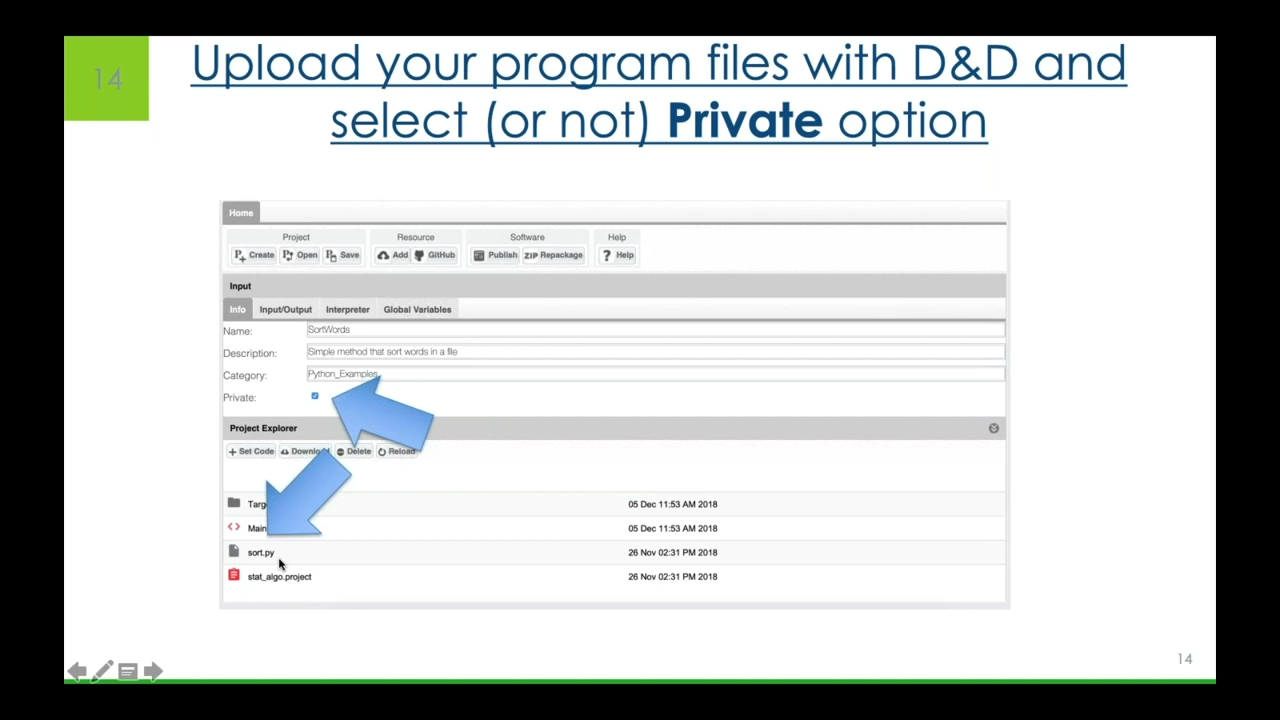 14
Upload your program files with D&D and
select (or not) Private option
Home
Project Resource Software Help
Create Open Save Add GitHub Publish ZIP Repackage ? Help
Input
Info Input/Output Interpreter Global Variables
Name: SortWords
Description: Simple method that sort words in a file
Category: Python_Examples
Private:
Project Explorer
+ Set Code Download Delete Reload
05 Dec 11:53 AM 2018
Main 05 Dec 11:53 AM 2018
sort.py 26 Nov 02:31 PM 2018
stat_algo.project 26 Nov 02:31 PM 2018
14